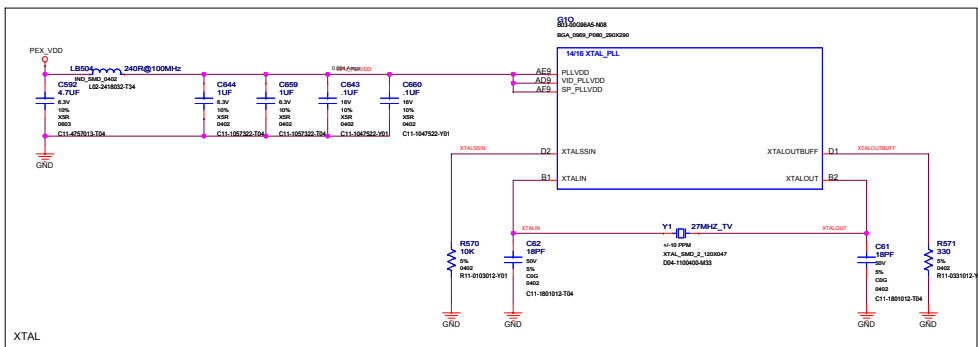 G1O
B03-00G96A5-N08
BGA_0969_P080_290X290
14/16 XTAL_PLL
PEX_VDD
LB504 240R@100MHz
IND_SMD_0402
L02-2418032-T34
AE9 PLLVDD
AD9 VID_PLLVDD
AF9 SP_PLLVDD
C592
4.7UF
6.3V
10%
X5R
0603
C11-4757013-T04
C644
1UF
6.3V
10%
X5R
0402
C11-1057322-T04
C659
1UF
6.3V
10%
X5R
0402
C11-1057322-T04
C643
.1UF
16V
10%
X5R
0402
C11-1047522-Y01
C660
.1UF
16V
10%
X5R
0402
C11-1047522-Y01
GND
XTALSSIN D2 XTALSSIN
XTALOUTBUFF D1 XTALOUTBUFF
B1 XTALIN
XTALOUT B2
XTALIN
Y1 27MHZ_TV
XTALOUT
+/-10 PPM
XTAL_SMD_2_120X047
D04-1100400-M33
R570
10K
5%
0402
R11-0103012-Y01
GND
C62
18PF
50V
5%
C0G
0402
C11-1801012-T04
GND
C61
18PF
50V
5%
C0G
0402
C11-1801012-T04
GND
R571
330
5%
0402
R11-0331012-Y
GND
XTAL